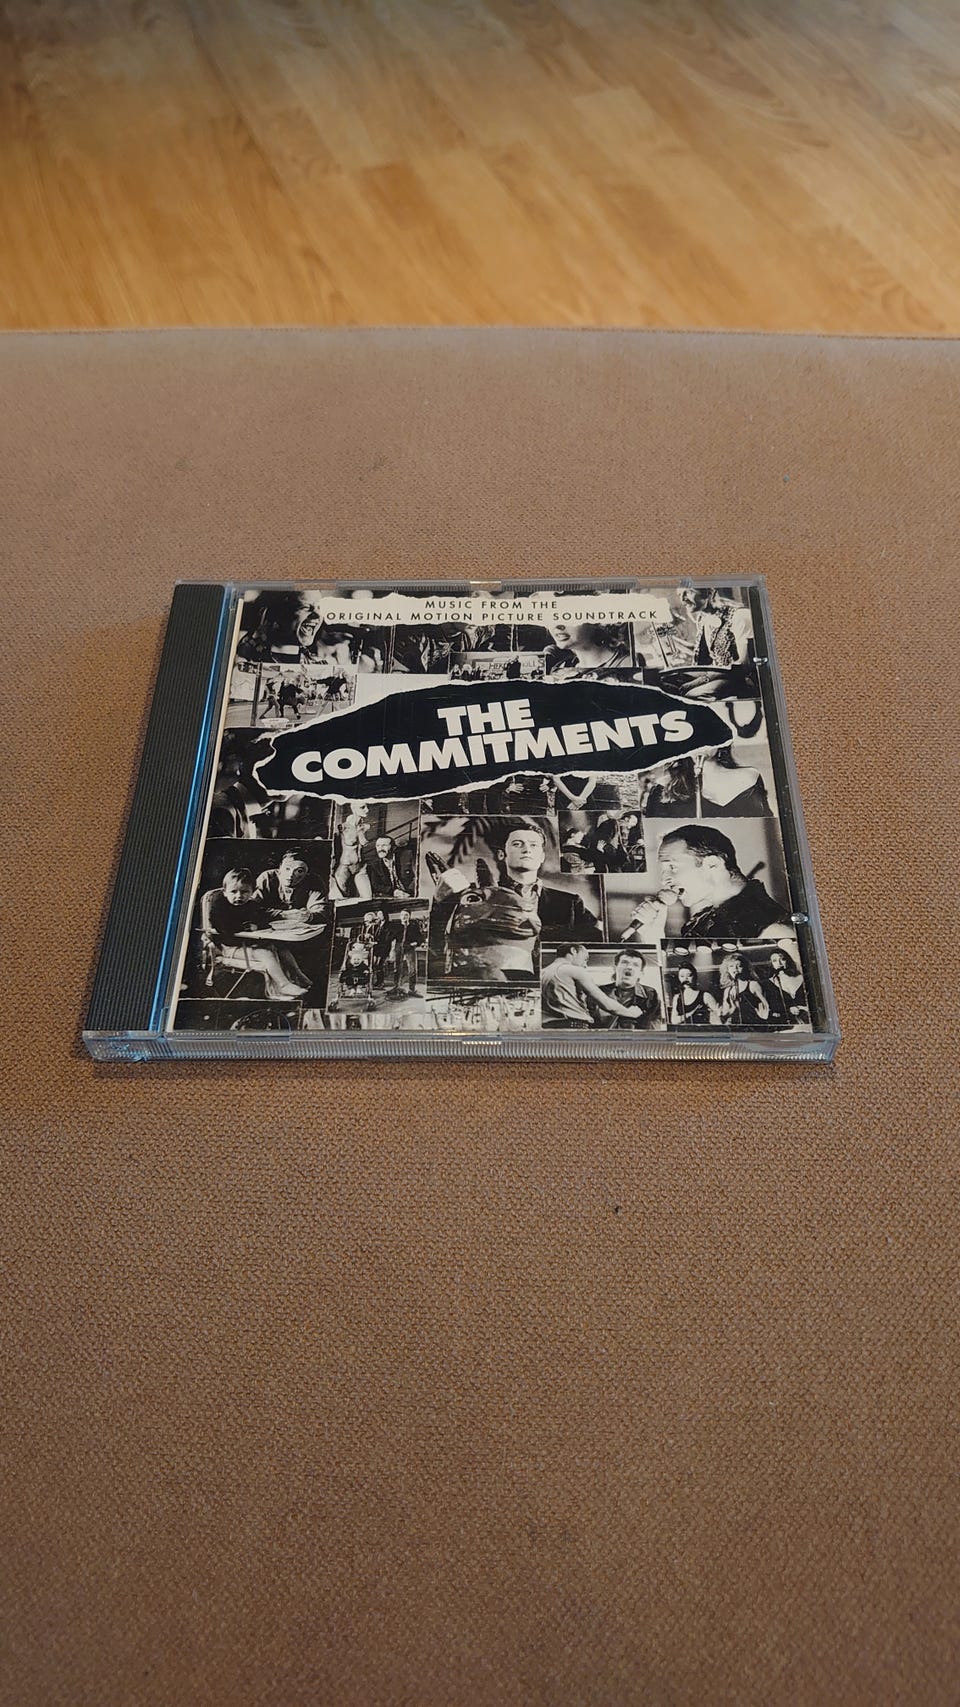 MUSIC FROM THE
ORIGINAL MOTION PICTURE SOUNDTRACK
THE
COMMITMENTS